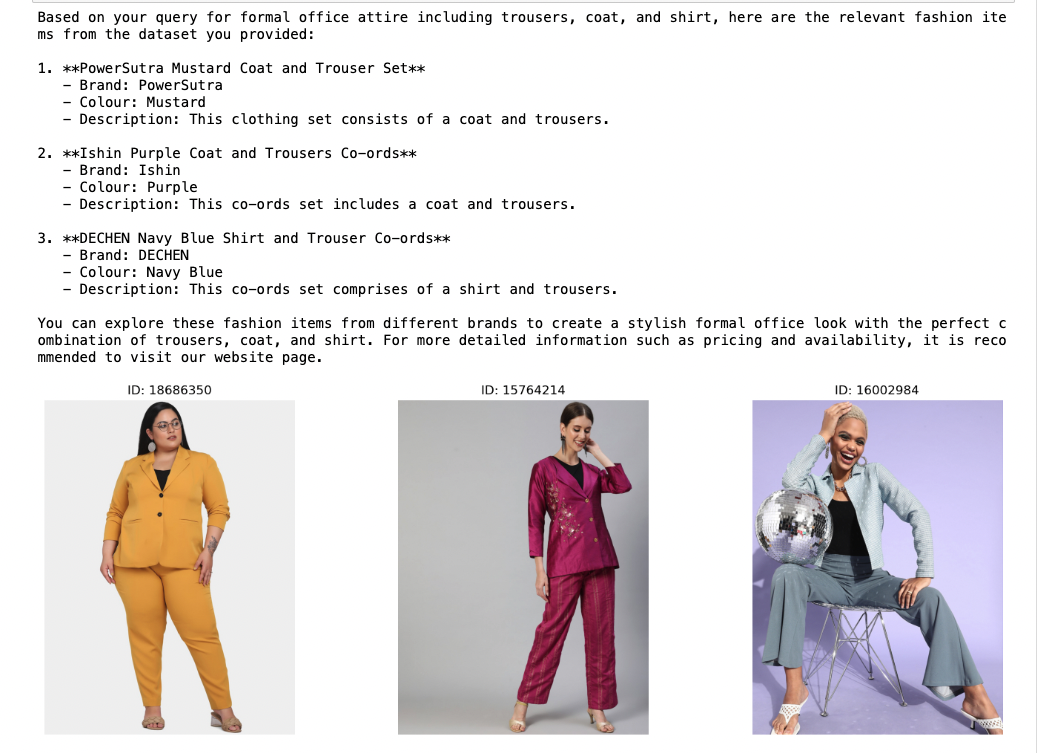 Based on your query for formal office attire including trousers, coat, and shirt, here are the relevant fashion ite
ms from the dataset you provided:
1. **PowerSutra Mustard Coat and Trouser Set**
– Brand: PowerSutra
– Colour: Mustard
– Description: This clothing set consists of a coat and trousers.
2. **Ishin Purple Coat and Trousers Co-ords**
– Brand: Ishin
– Colour: Purple
– Description: This co-ords set includes a coat and trousers.
3. **DECHEN Navy Blue Shirt and Trouser Co-ords**
– Brand: DECHEN
– Colour: Navy Blue
– Description: This co-ords set comprises of a shirt and trousers.
You can explore these fashion items from different brands to create a stylish formal office look with the perfect c
ombination of trousers, coat, and shirt. For more detailed information such as pricing and availability, it is reco
mmended to visit our website page.
ID: 18686350
ID: 15764214
ID: 16002984